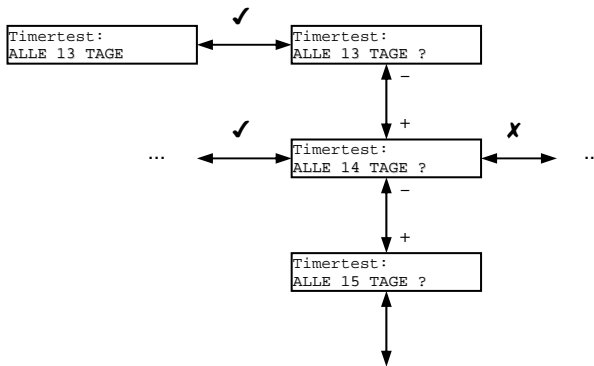 ✔
Timertest:
ALLE 13 TAGE
Timertest:
ALLE 13 TAGE ?
–
+
✔
✘
...
Timertest:
ALLE 14 TAGE ?
..
–
+
Timertest:
ALLE 15 TAGE ?